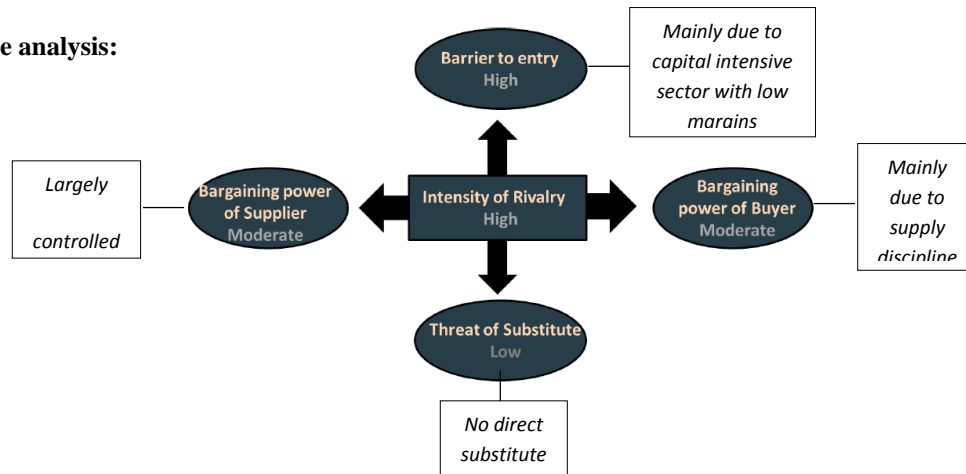 e analysis:
Barrier to entry
High
Mainly due to
capital intensive
sector with low
margins
Largely
controlled
Bargaining power
of Supplier
Moderate
Intensity of Rivalry
High
Bargaining
power of Buyer
Moderate
Mainly
due to
supply
discipline
Threat of Substitute
Low
No direct
substitute